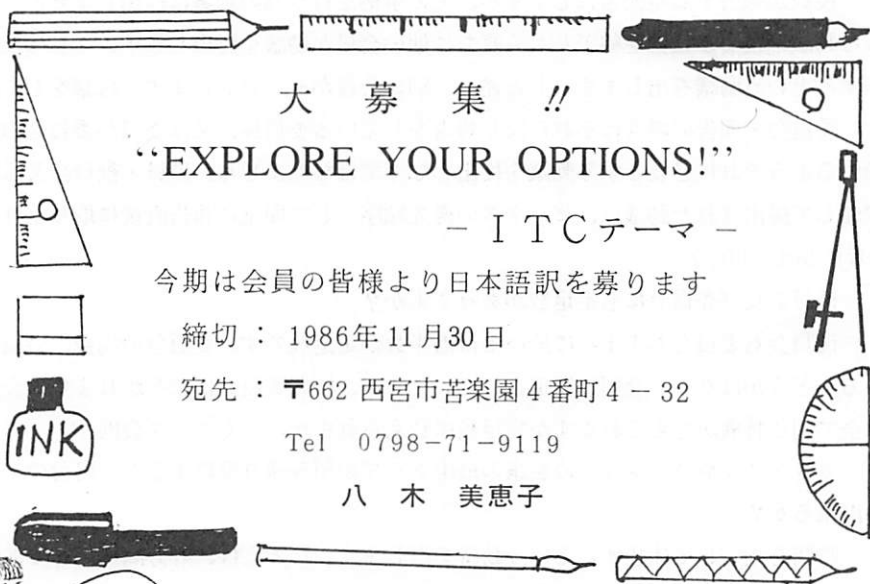 大募集!!
“EXPLORE YOUR OPTIONS!”
－ITCテーマ－
今期は会員の皆様より日本語訳を募ります
締切：1986年11月30日
宛先：〒662 西宮市苦楽園4番町4－32
Tel 0798-71-9119
八木 美恵子
INK